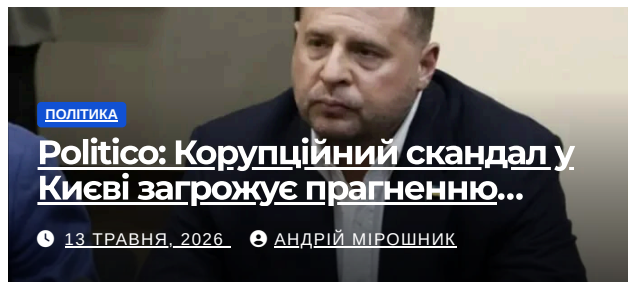 ПОЛІТИКА
Politico: Корупційний скандал у
Києві загрожує прагненню...
13 ТРАВНЯ, 2026 АНДРІЙ МІРОШНИК